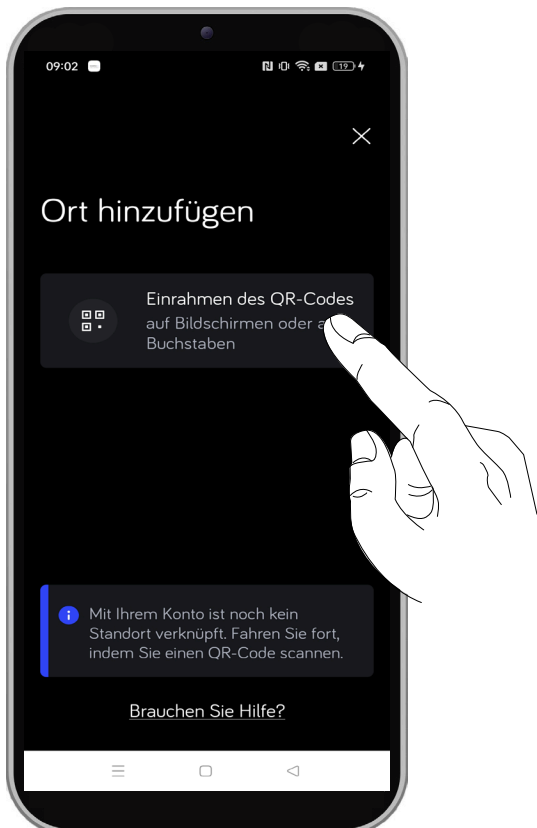 09:02
19
Ort hinzufügen
Einrahmen des QR-Codes
auf Bildschirmen oder
Buchstaben
Mit Ihrem Konto ist noch kein
Standort verknüpft. Fahren Sie fort,
indem Sie einen QR-Code scannen.
Brauchen Sie Hilfe?